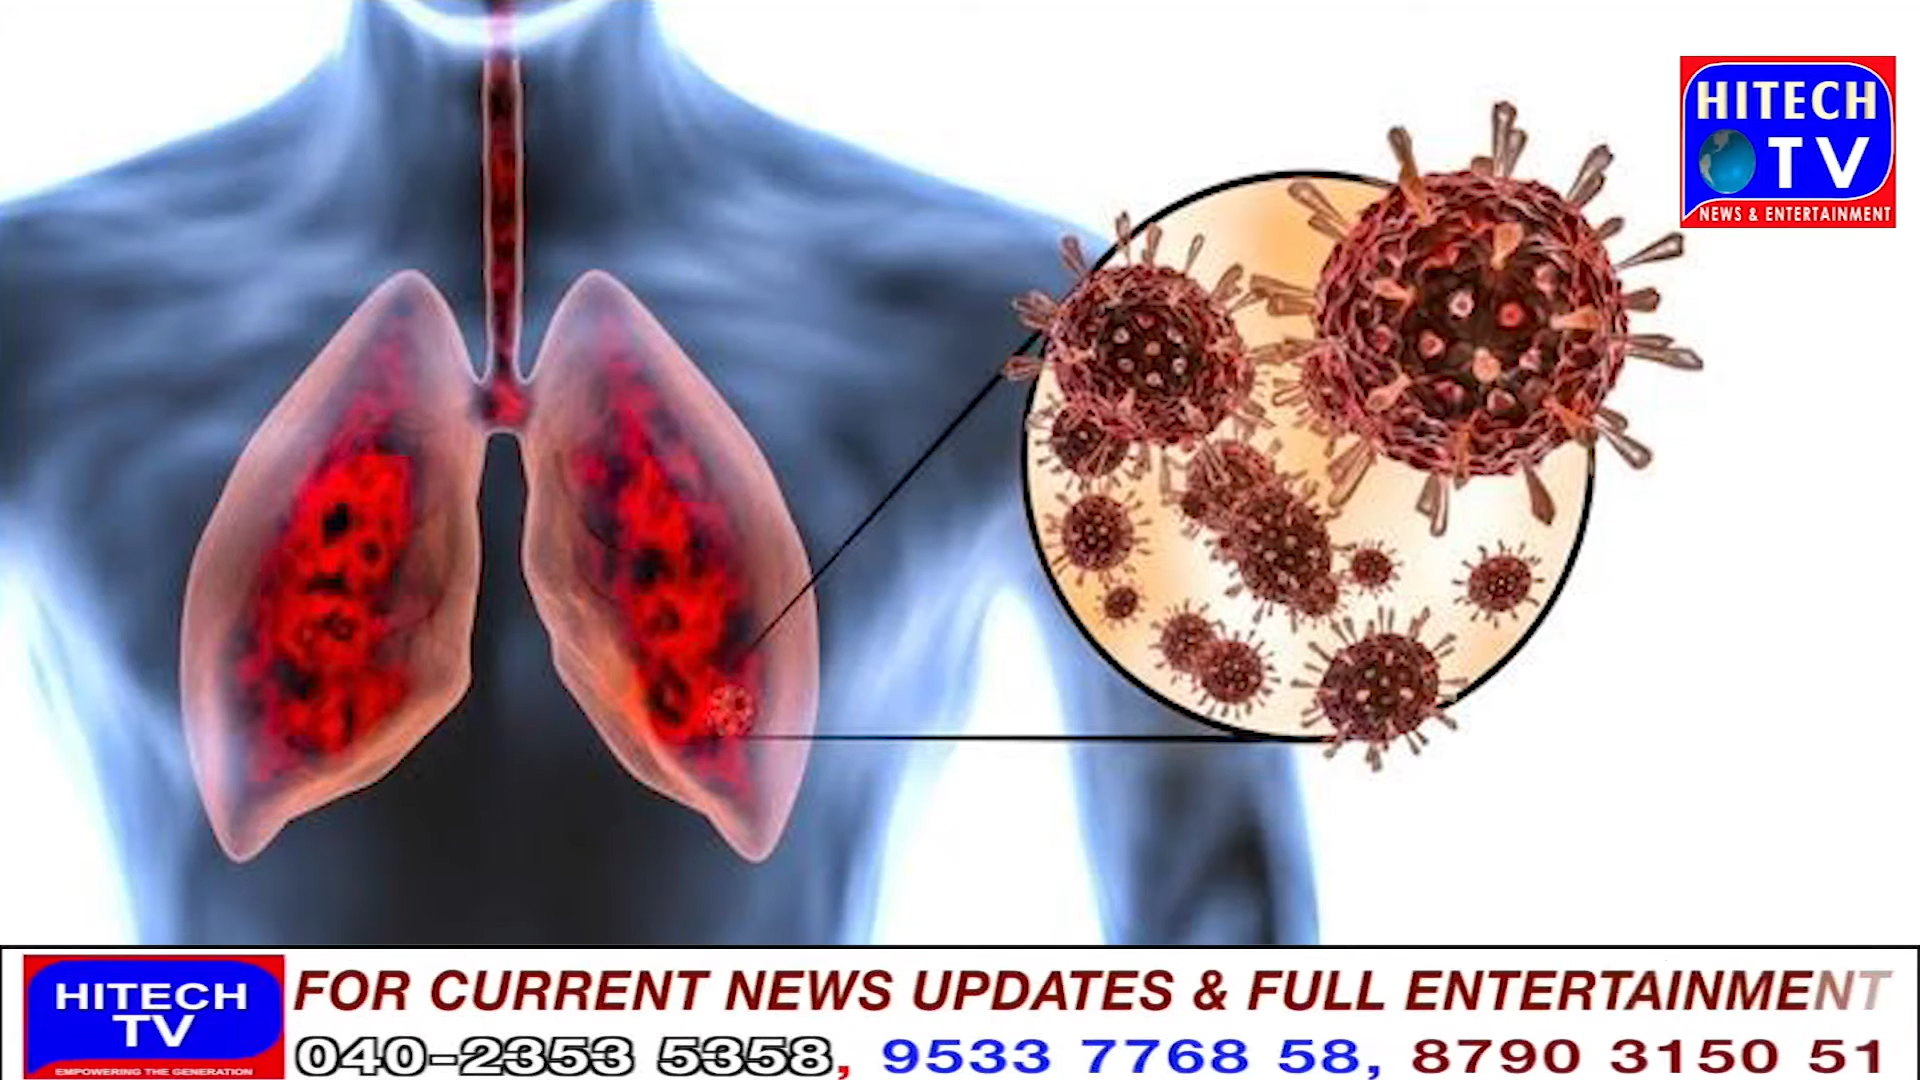 HITECH
TV
NEWS & ENTERTAINMENT
HITECH
TV
EMPOWERING THE GENERATION
FOR CURRENT NEWS UPDATES & FULL ENTERTAINMENT
040-2353 5358, 9533 7768 58, 8790 3150 51